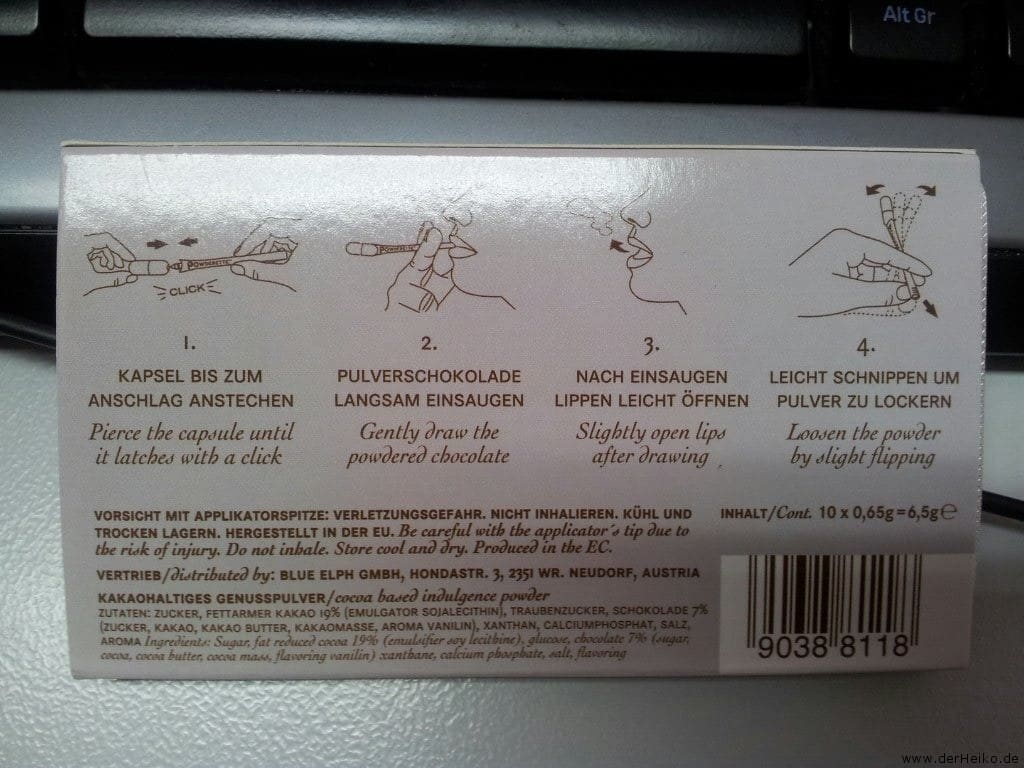 Alt Gr
POWDERETTE
CLICK
POWDERETTE
1.
KAPSEL BIS ZUM
ANSCHLAG ANSTECHEN
Pierce the capsule until
it latches with a click
2.
PULVERSCHOKOLADE
LANGSAM EINSAUGEN
Gently draw the
powdered chocolate
3.
NACH EINSAUGEN
LIPPEN LEICHT ÖFFNEN
Slightly open lips
after drawing
4.
LEICHT SCHNIPPEN UM
PULVER ZU LOCKERN
Loosen the powder
by slight flipping
VORSICHT MIT APPLIKATORSPITZE: VERLETZUNGSGEFAHR. NICHT INHALIEREN. KÜHL UND
TROCKEN LAGERN. HERGESTELLT IN DER EU. Be careful with the applicator´s tip due to
the risk of injury. Do not inhale. Store cool and dry. Produced in the EC.
VERTRIEB/distributed by: BLUE ELPH GMBH, HONDASTR. 3, 2351 WR. NEUDORF, AUSTRIA
KAKAOHALTIGES GENUSSPULVER/cocoa based indulgence powder
ZUTATEN: ZUCKER, FETTARMER KAKAO 19% (EMULGATOR SOJALECITHIN), TRAUBENZUCKER, SCHOKOLADE 7%
(ZUCKER, KAKAO, KAKAO BUTTER, KAKAOMASSE, AROMA VANILIN), XANTHAN, CALCIUMPHOSPHAT, SALZ,
AROMA Ingredients: Sugar, fat reduced cocoa 19% (emulsifier soy lecithine), glucose, chocolate 7% (sugar,
cocoa, cocoa butter, cocoa mass, flavoring vanilin) xanthane, calcium phosphate, salt, flavoring
INHALT/Cont. 10 x 0,65g=6,5g℮
9038 8118
www.derHeiko.de